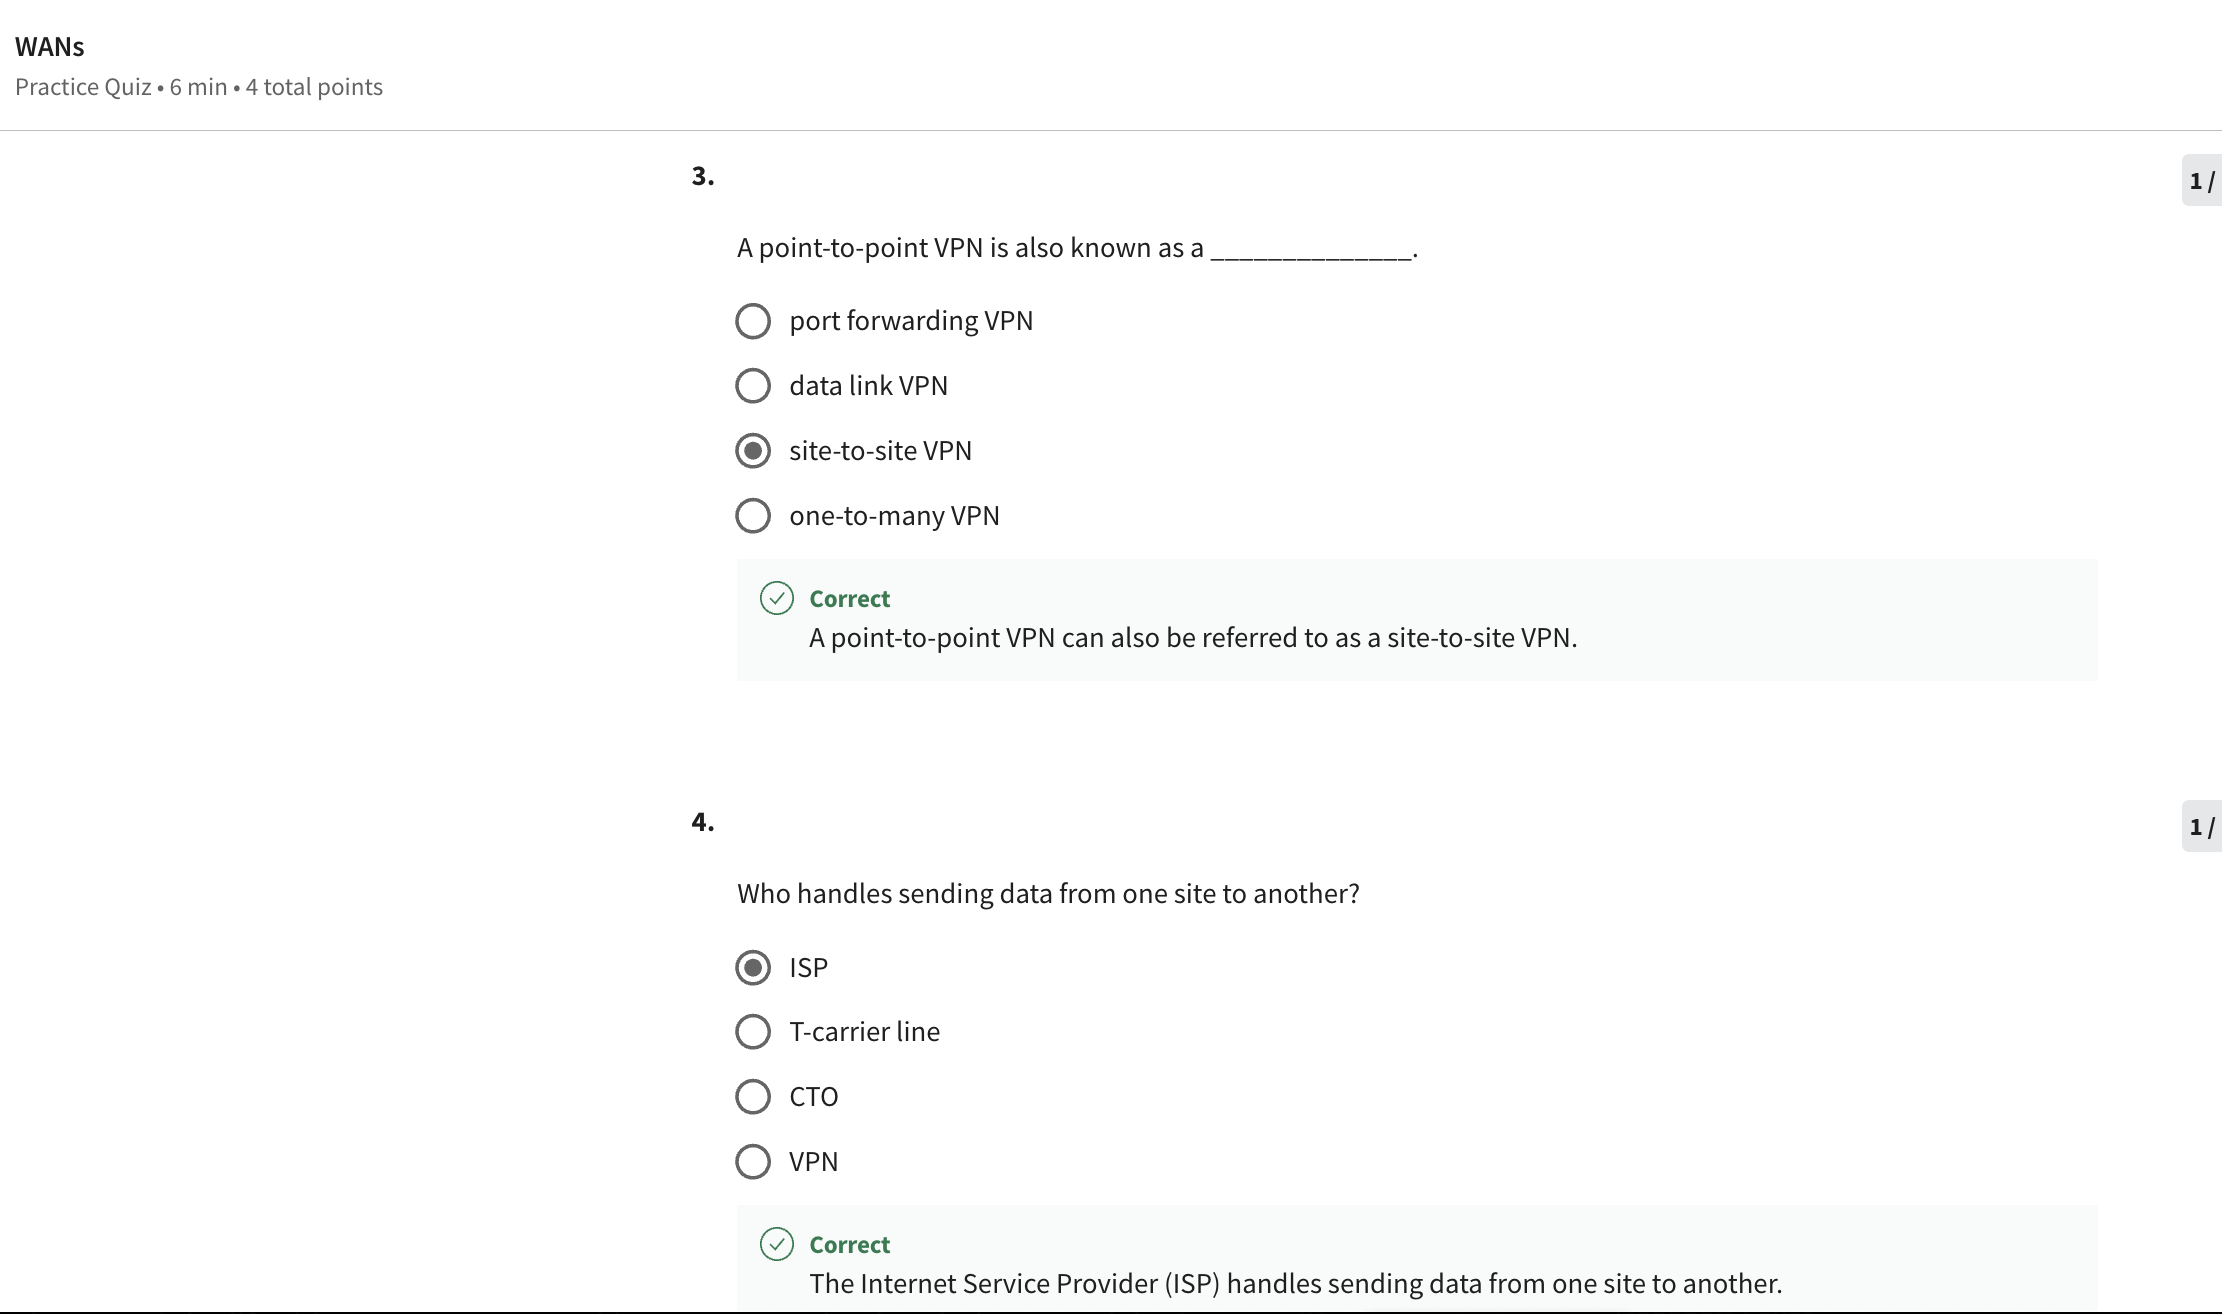 WANs
Practice Quiz • 6 min • 4 total points
3.
1 /
A point-to-point VPN is also known as a ______________.
port forwarding VPN
data link VPN
site-to-site VPN
one-to-many VPN
Correct
A point-to-point VPN can also be referred to as a site-to-site VPN.
4.
1 /
Who handles sending data from one site to another?
ISP
T-carrier line
CTO
VPN
Correct
The Internet Service Provider (ISP) handles sending data from one site to another.